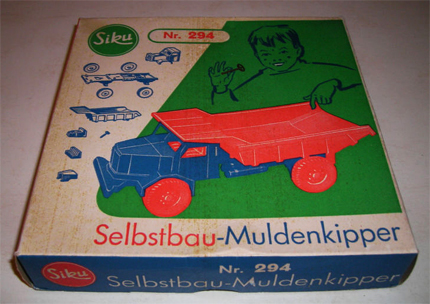 Siku
Nr. 294
Selbstbau-Muldenkipper
Siku
Nr. 294
Selbstbau-Muldenkipper